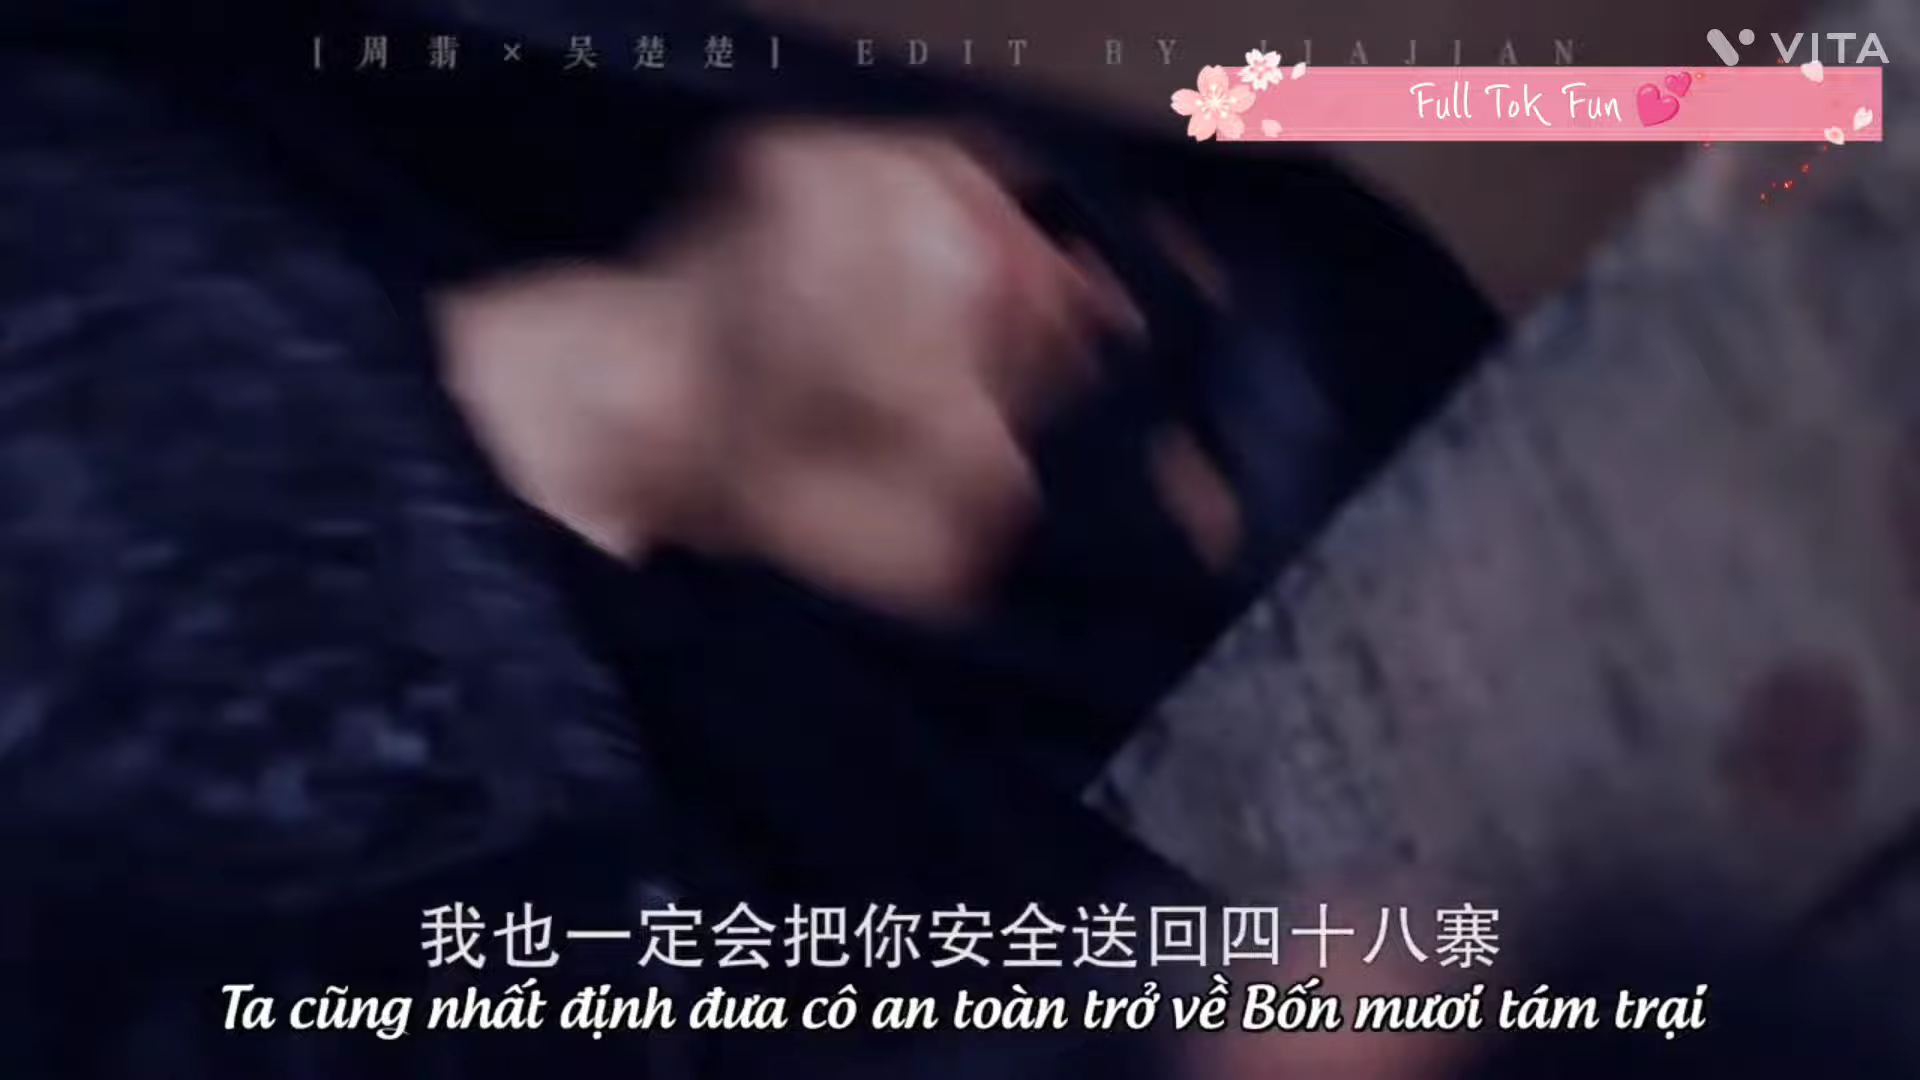 [周翡×吴楚楚] EDIT BY JIAJIAN
VITA
Full Tok Fun
我也一定会把你安全送回四十八寨
Ta cũng nhất định đưa cô an toàn trở về Bốn mươi tám trại